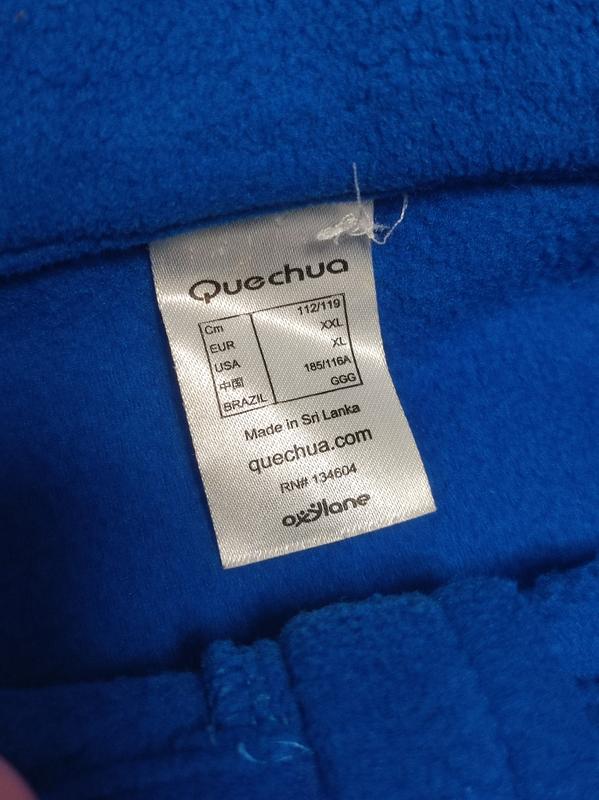 Quechua
Cm 112/119
EUR XXL
USA XL
中国 185/116A
BRAZIL GGG
Made in Sri Lanka
quechua.com
RN# 134604
oxylane